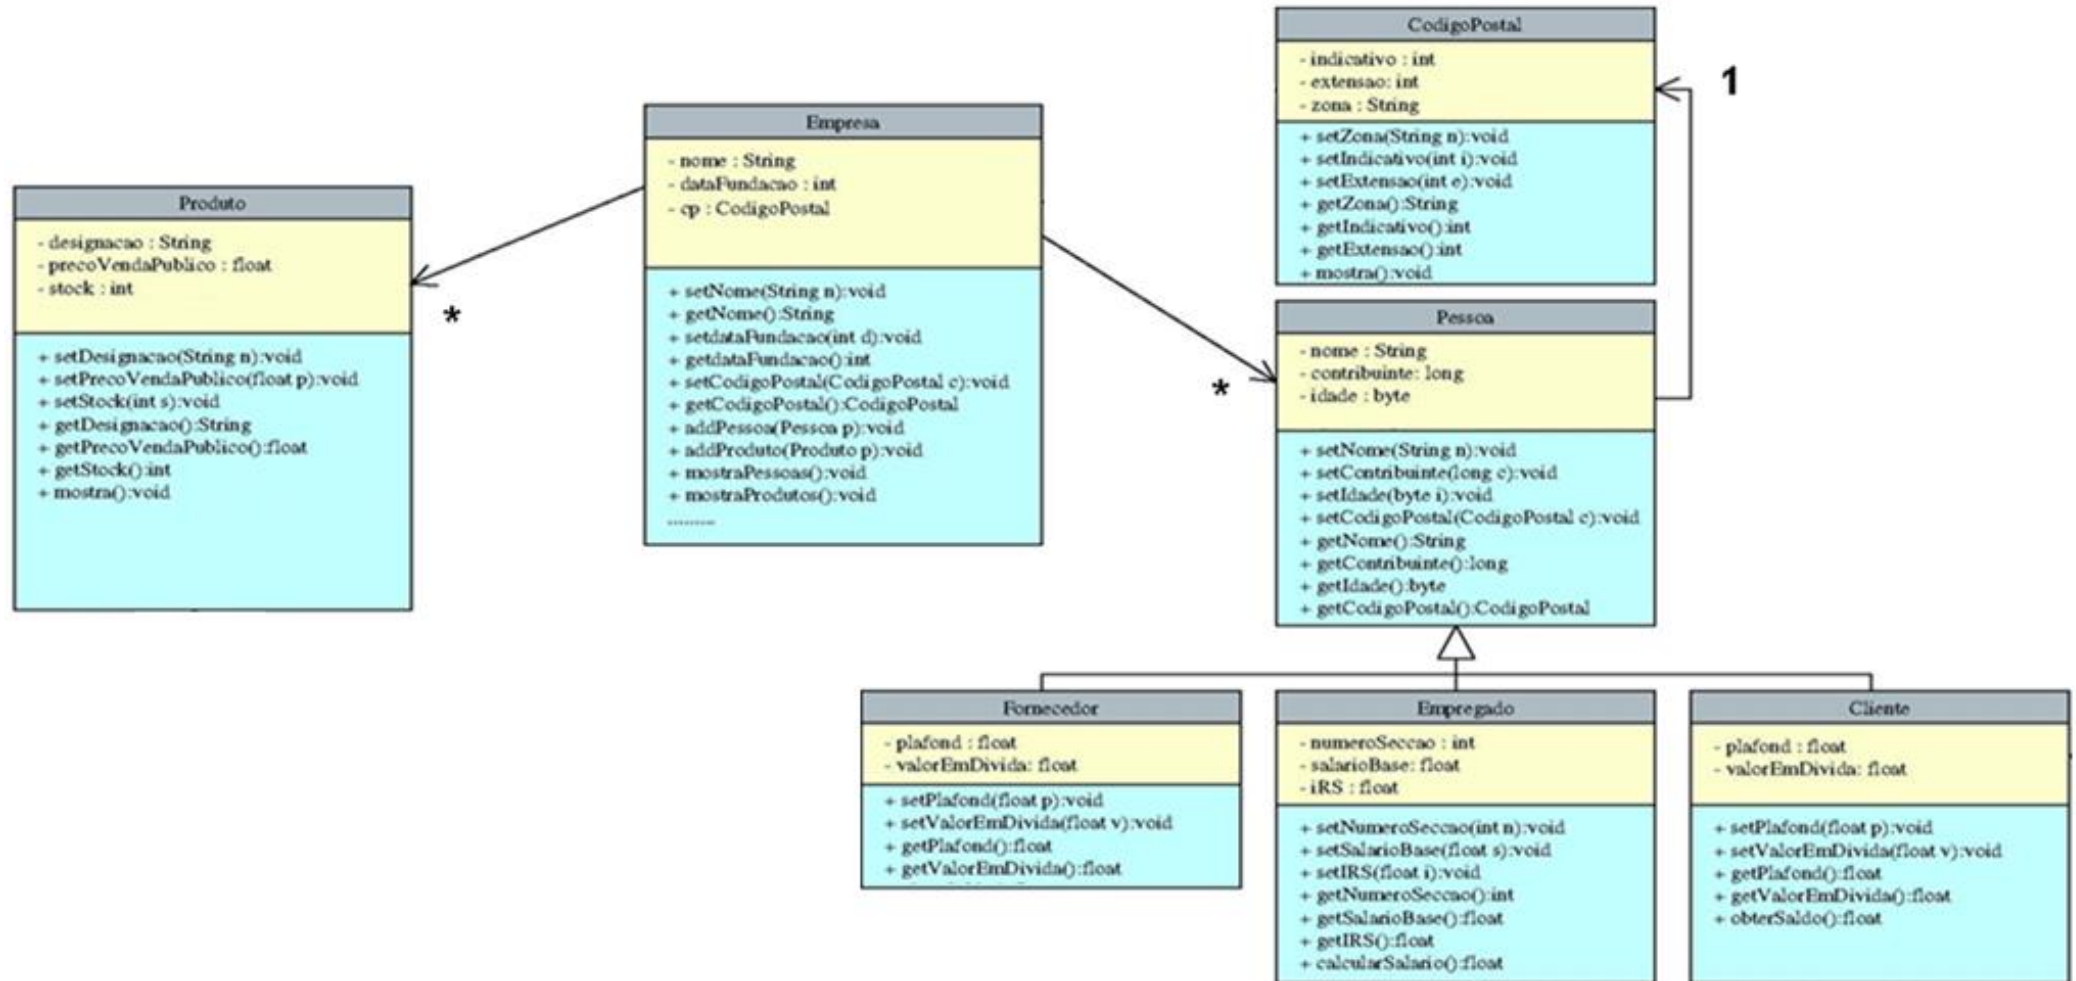 CodigoPostal
- indicativo : int
- extensao: int
- zona : String
+ setZona(String n):void
+ setIndicativo(int i):void
+ setExtensao(int e):void
+ getZona():String
+ getIndicativo():int
+ getExtensao():int
+ mostra():void
1
Empresa
- nome : String
- dataFundacao : int
- cp : CodigoPostal
+ setNome(String n):void
+ getNome():String
+ setdataFundacao(int d):void
+ getdataFundacao():int
+ setCodigoPostal(CodigoPostal c):void
+ getCodigoPostal():CodigoPostal
+ addPessoa(Pessoa p):void
+ addProduto(Produto p):void
+ mostraPessoas():void
+ mostraProdutos():void
.........
Produto
- designacao : String
- precoVendaPublico : float
- stock : int
+ setDesignacao(String n):void
+ setPrecoVendaPublico(float p):void
+ setStock(int s):void
+ getDesignacao():String
+ getPrecoVendaPublico():float
+ getStock():int
+ mostra():void
*
*
Pessoa
- nome : String
- contribuinte: long
- idade : byte
+ setNome(String n):void
+ setContribuinte(long c):void
+ setIdade(byte i):void
+ setCodigoPostal(CodigoPostal c):void
+ getNome():String
+ getContribuinte():long
+ getIdade():byte
+ getCodigoPostal():CodigoPostal
Fornecedor
- plafond : float
- valorEmDivida: float
+ setPlafond(float p):void
+ setValorEmDivida(float v):void
+ getPlafond():float
+ getValorEmDivida():float
Empregado
- numeroSeccao : int
- salarioBase: float
- iRS : float
+ setNumeroSeccao(int n):void
+ setSalarioBase(float s):void
+ setIRS(float i):void
+ getNumeroSeccao():int
+ getSalarioBase():float
+ getIRS():float
+ calcularSalario():float
Cliente
- plafond : float
- valorEmDivida: float
+ setPlafond(float p):void
+ setValorEmDivida(float v):void
+ getPlafond():float
+ getValorEmDivida():float
+ obterSaldo():float